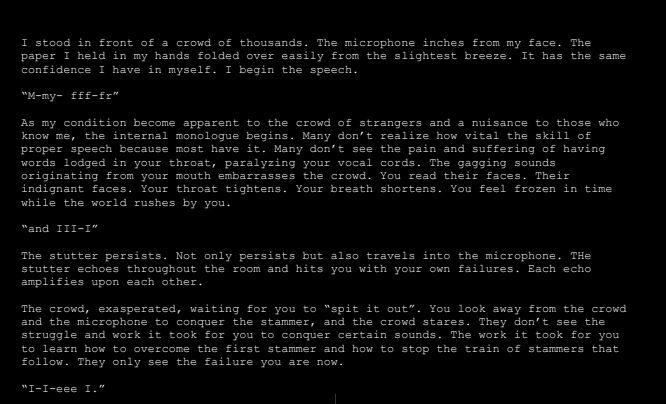 I stood in front of a crowd of thousands. The microphone inches from my face. The
paper I held in my hands folded over easily from the slightest breeze. It has the same
confidence I have in myself. I begin the speech.
“M-my- fff-fr”
As my condition become apparent to the crowd of strangers and a nuisance to those who
know me, the internal monologue begins. Many don’t realize how vital the skill of
proper speech because most have it. Many don’t see the pain and suffering of having
words lodged in your throat, paralyzing your vocal cords. The gagging sounds
originating from your mouth embarrasses the crowd. You read their faces. Their
indignant faces. Your throat tightens. Your breath shortens. You feel frozen in time
while the world rushes by you.
“and III-I”
The stutter persists. Not only persists but also travels into the microphone. THe
stutter echoes throughout the room and hits you with your own failures. Each echo
amplifies upon each other.
The crowd, exasperated, waiting for you to “spit it out”. You look away from the crowd
and the microphone to conquer the stammer, and the crowd stares. They don’t see the
struggle and work it took for you to conquer certain sounds. The work it took for you
to learn how to overcome the first stammer and how to stop the train of stammers that
follow. They only see the failure you are now.
“I-I-eee I.”